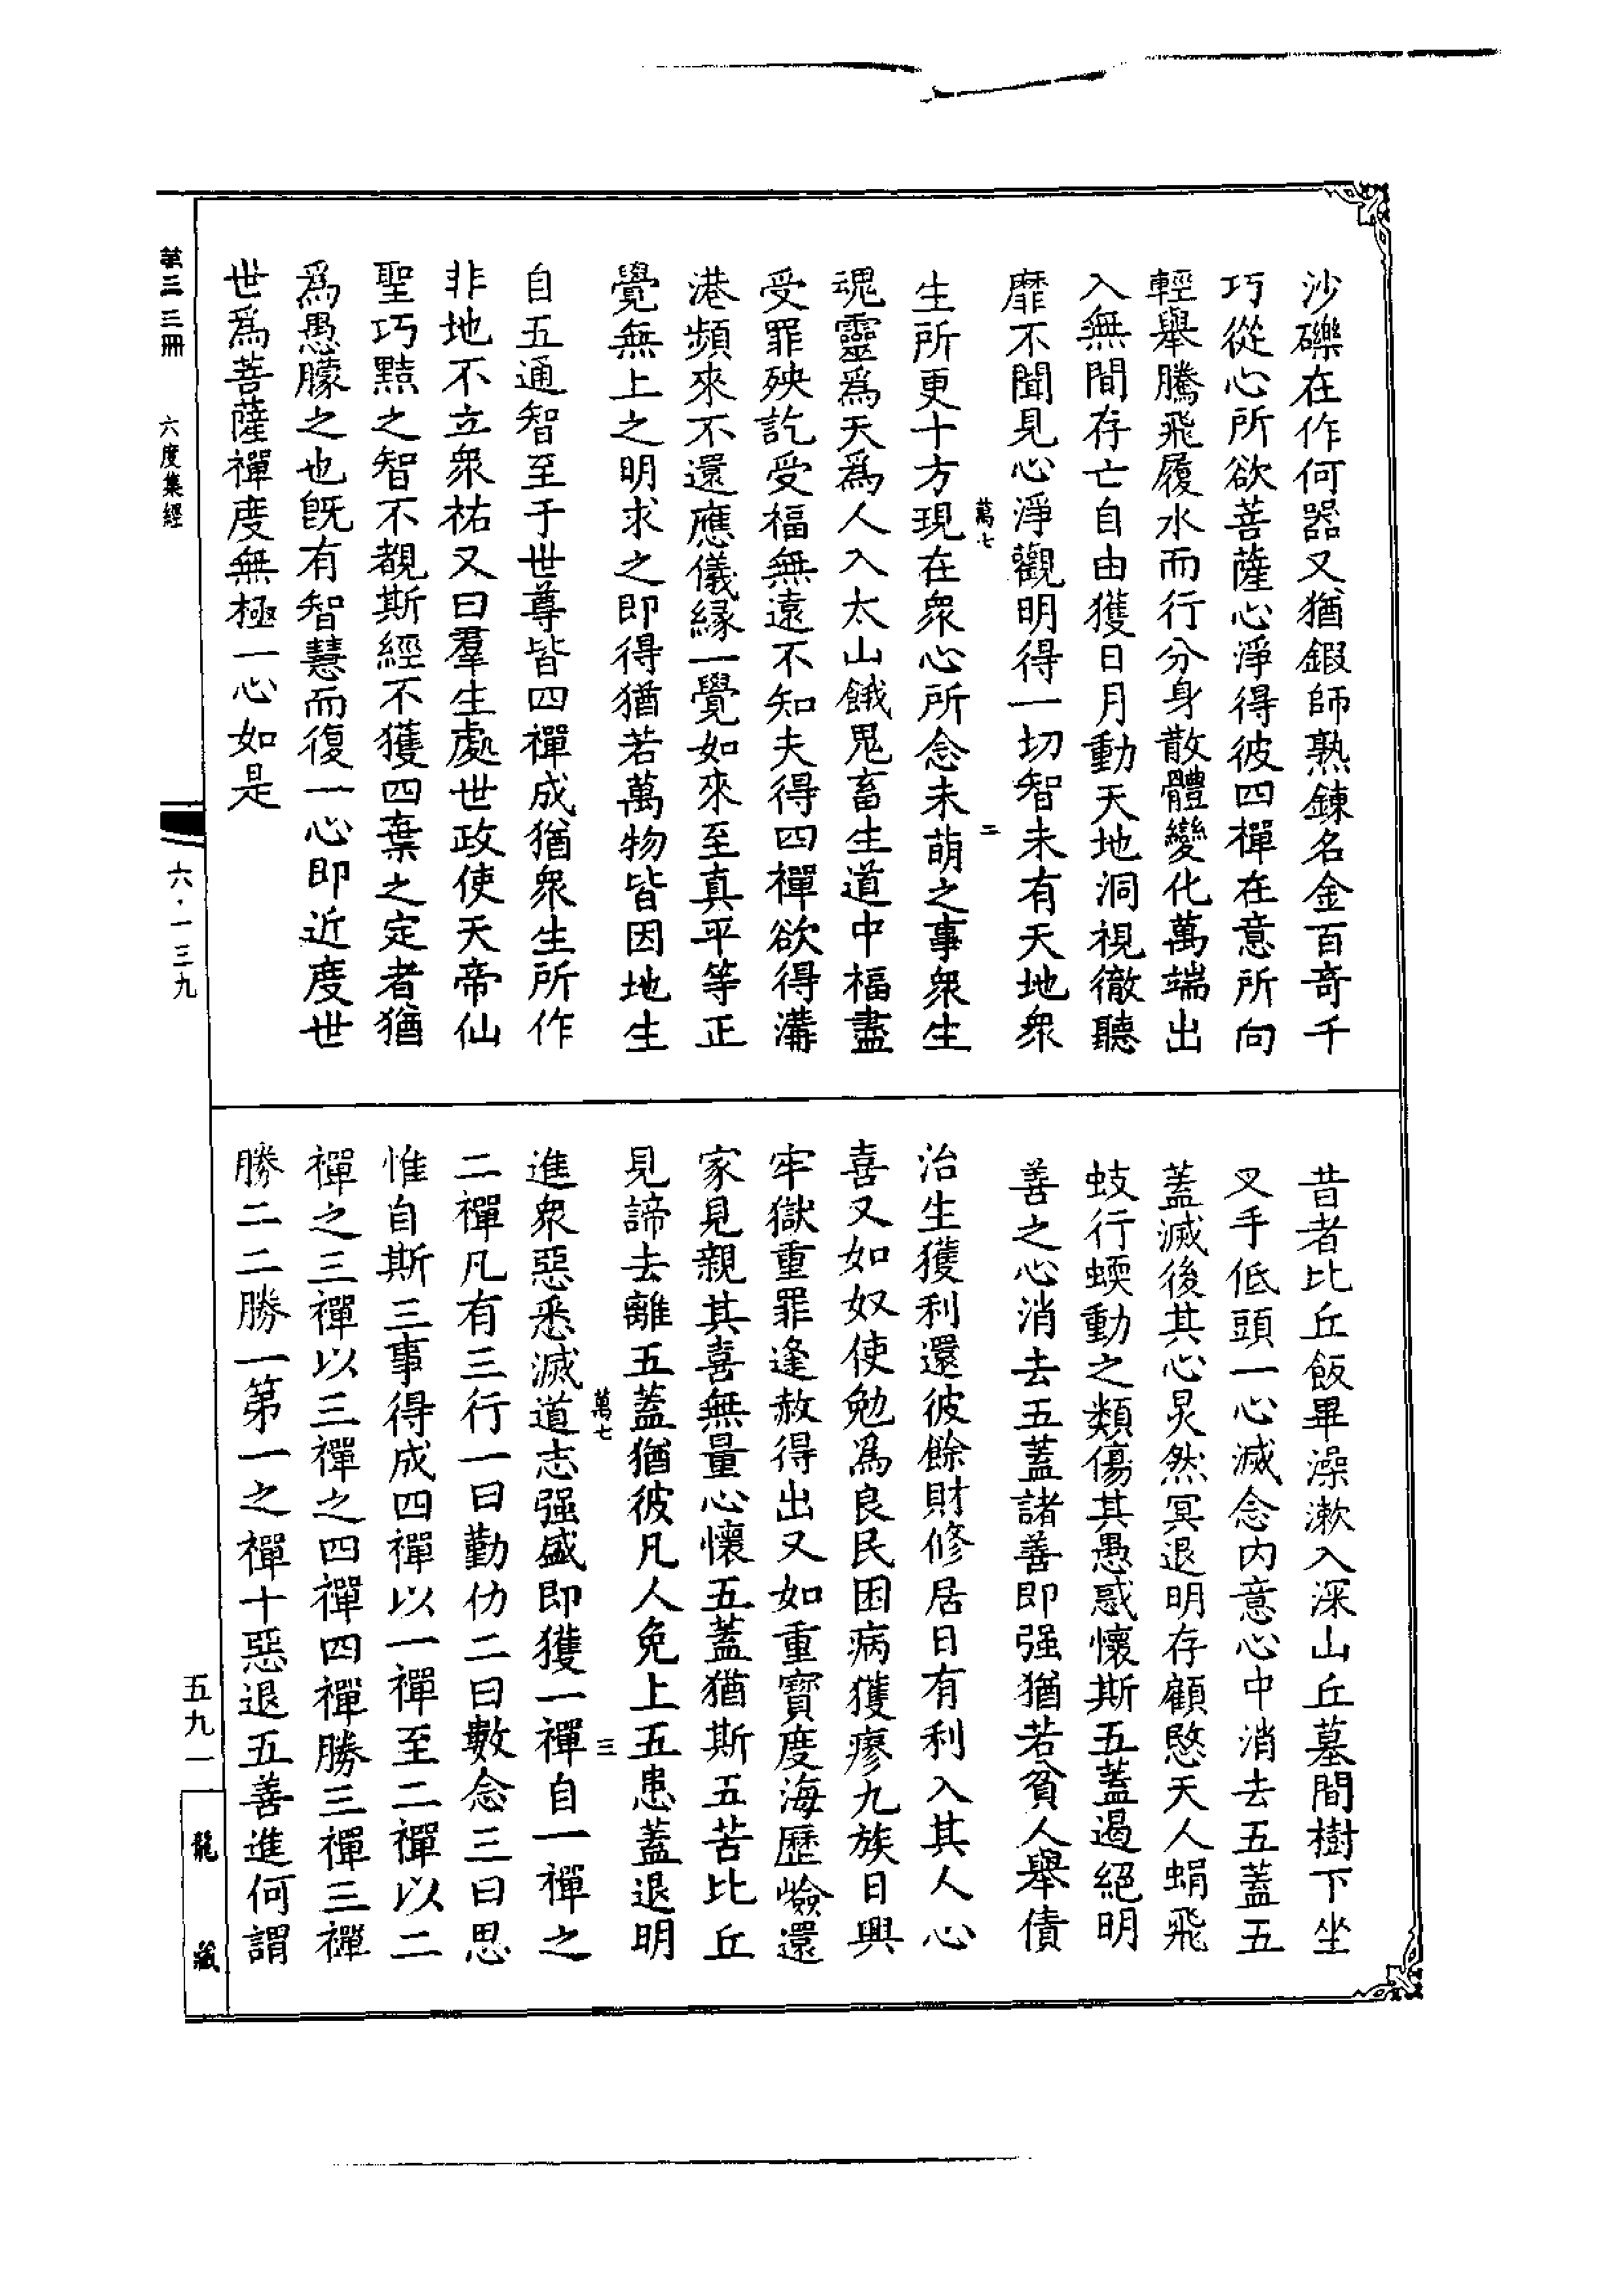 沙礫在作何器又猶鍜師熟鍊名金百奇千
巧從心所欲菩薩心淨得彼四禪在意所向
輕舉騰飛履水而行分身散體變化萬端出
入無間存亡自由獲日月動天地洞視徹聽
靡不聞見心淨觀明得一切智未有天地衆
萬七 二
生所更十方現在衆心所念未萌之事衆生
魂靈爲天爲人入太山餓鬼畜生道中福盡
受罪殃訖受福無遠不知夫得四禪欲得溝
港頻來不還應儀緣一覺如來至真平等正
覺無上之明求之即得猶若萬物皆因地生
自五通智至于世尊皆四禪成猶衆生所作
非地不立衆祐又曰羣生處世政使天帝仙
聖巧黠之智不覩斯經不獲四棄之定者猶
爲愚矇之也旣有智慧而復一心即近度世
世爲菩薩禪度無極一心如是
昔者比丘飯畢澡漱入深山丘墓間樹下坐
叉手低頭一心滅念內意心中消去五蓋五
蓋滅後其心炅然冥退明存顧愍天人蜎飛
蚑行蝡動之類傷其愚惑懷斯五蓋遏絕明
善之心消去五蓋諸善即强猶若貧人舉債
治生獲利還彼餘財修居日有利入其人心
喜又如奴使勉爲良民困病獲瘳九族日興
牢獄重罪逢赦得出又如重寶度海歷嶮還
家見親其喜無量心懷五蓋猶斯五苦比丘
見諦去離五蓋猶彼凡人免上五患蓋退明
萬七 三
進衆惡悉滅道志强盛即獲一禪自一禪之
二禪凡有三行一曰勤仂二曰數念三曰思
惟自斯三事得成四禪以一禪至二禪以二
禪之三禪以三禪之四禪四禪勝三禪三禪
勝二二勝一第一之禪十惡退五善進何謂
第三三冊 六度集經
六·一三九
五九一
龍藏